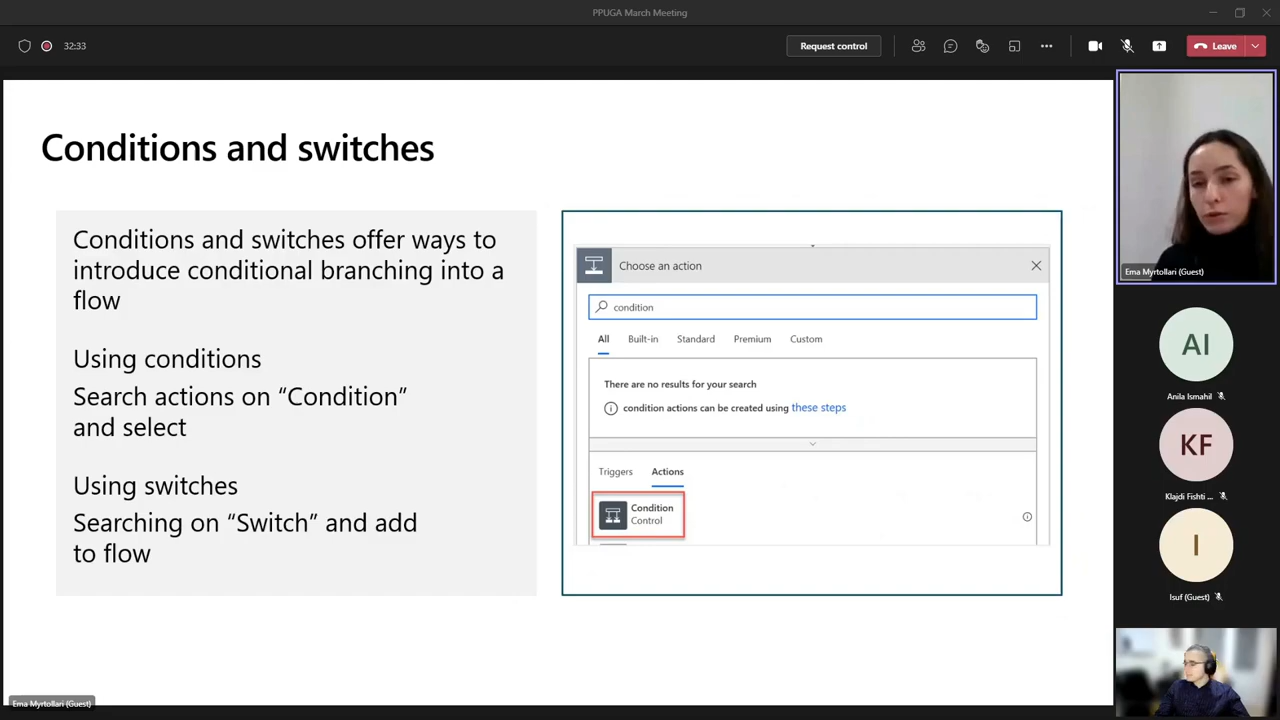 PPUGA March Meeting
32:33
Request control
Leave
Conditions and switches
Conditions and switches offer ways to
introduce conditional branching into a
flow
Using conditions
Search actions on “Condition”
and select
Using switches
Searching on “Switch” and add
to flow
Choose an action
condition
All Built-in Standard Premium Custom
There are no results for your search
condition actions can be created using these steps
Triggers Actions
Condition
Control
Ema Myrtollari (Guest)
AI
Anila Ismahil
KF
Klajdi Fishti ...
I
Isuf (Guest)
Ema Myrtollari (Guest)